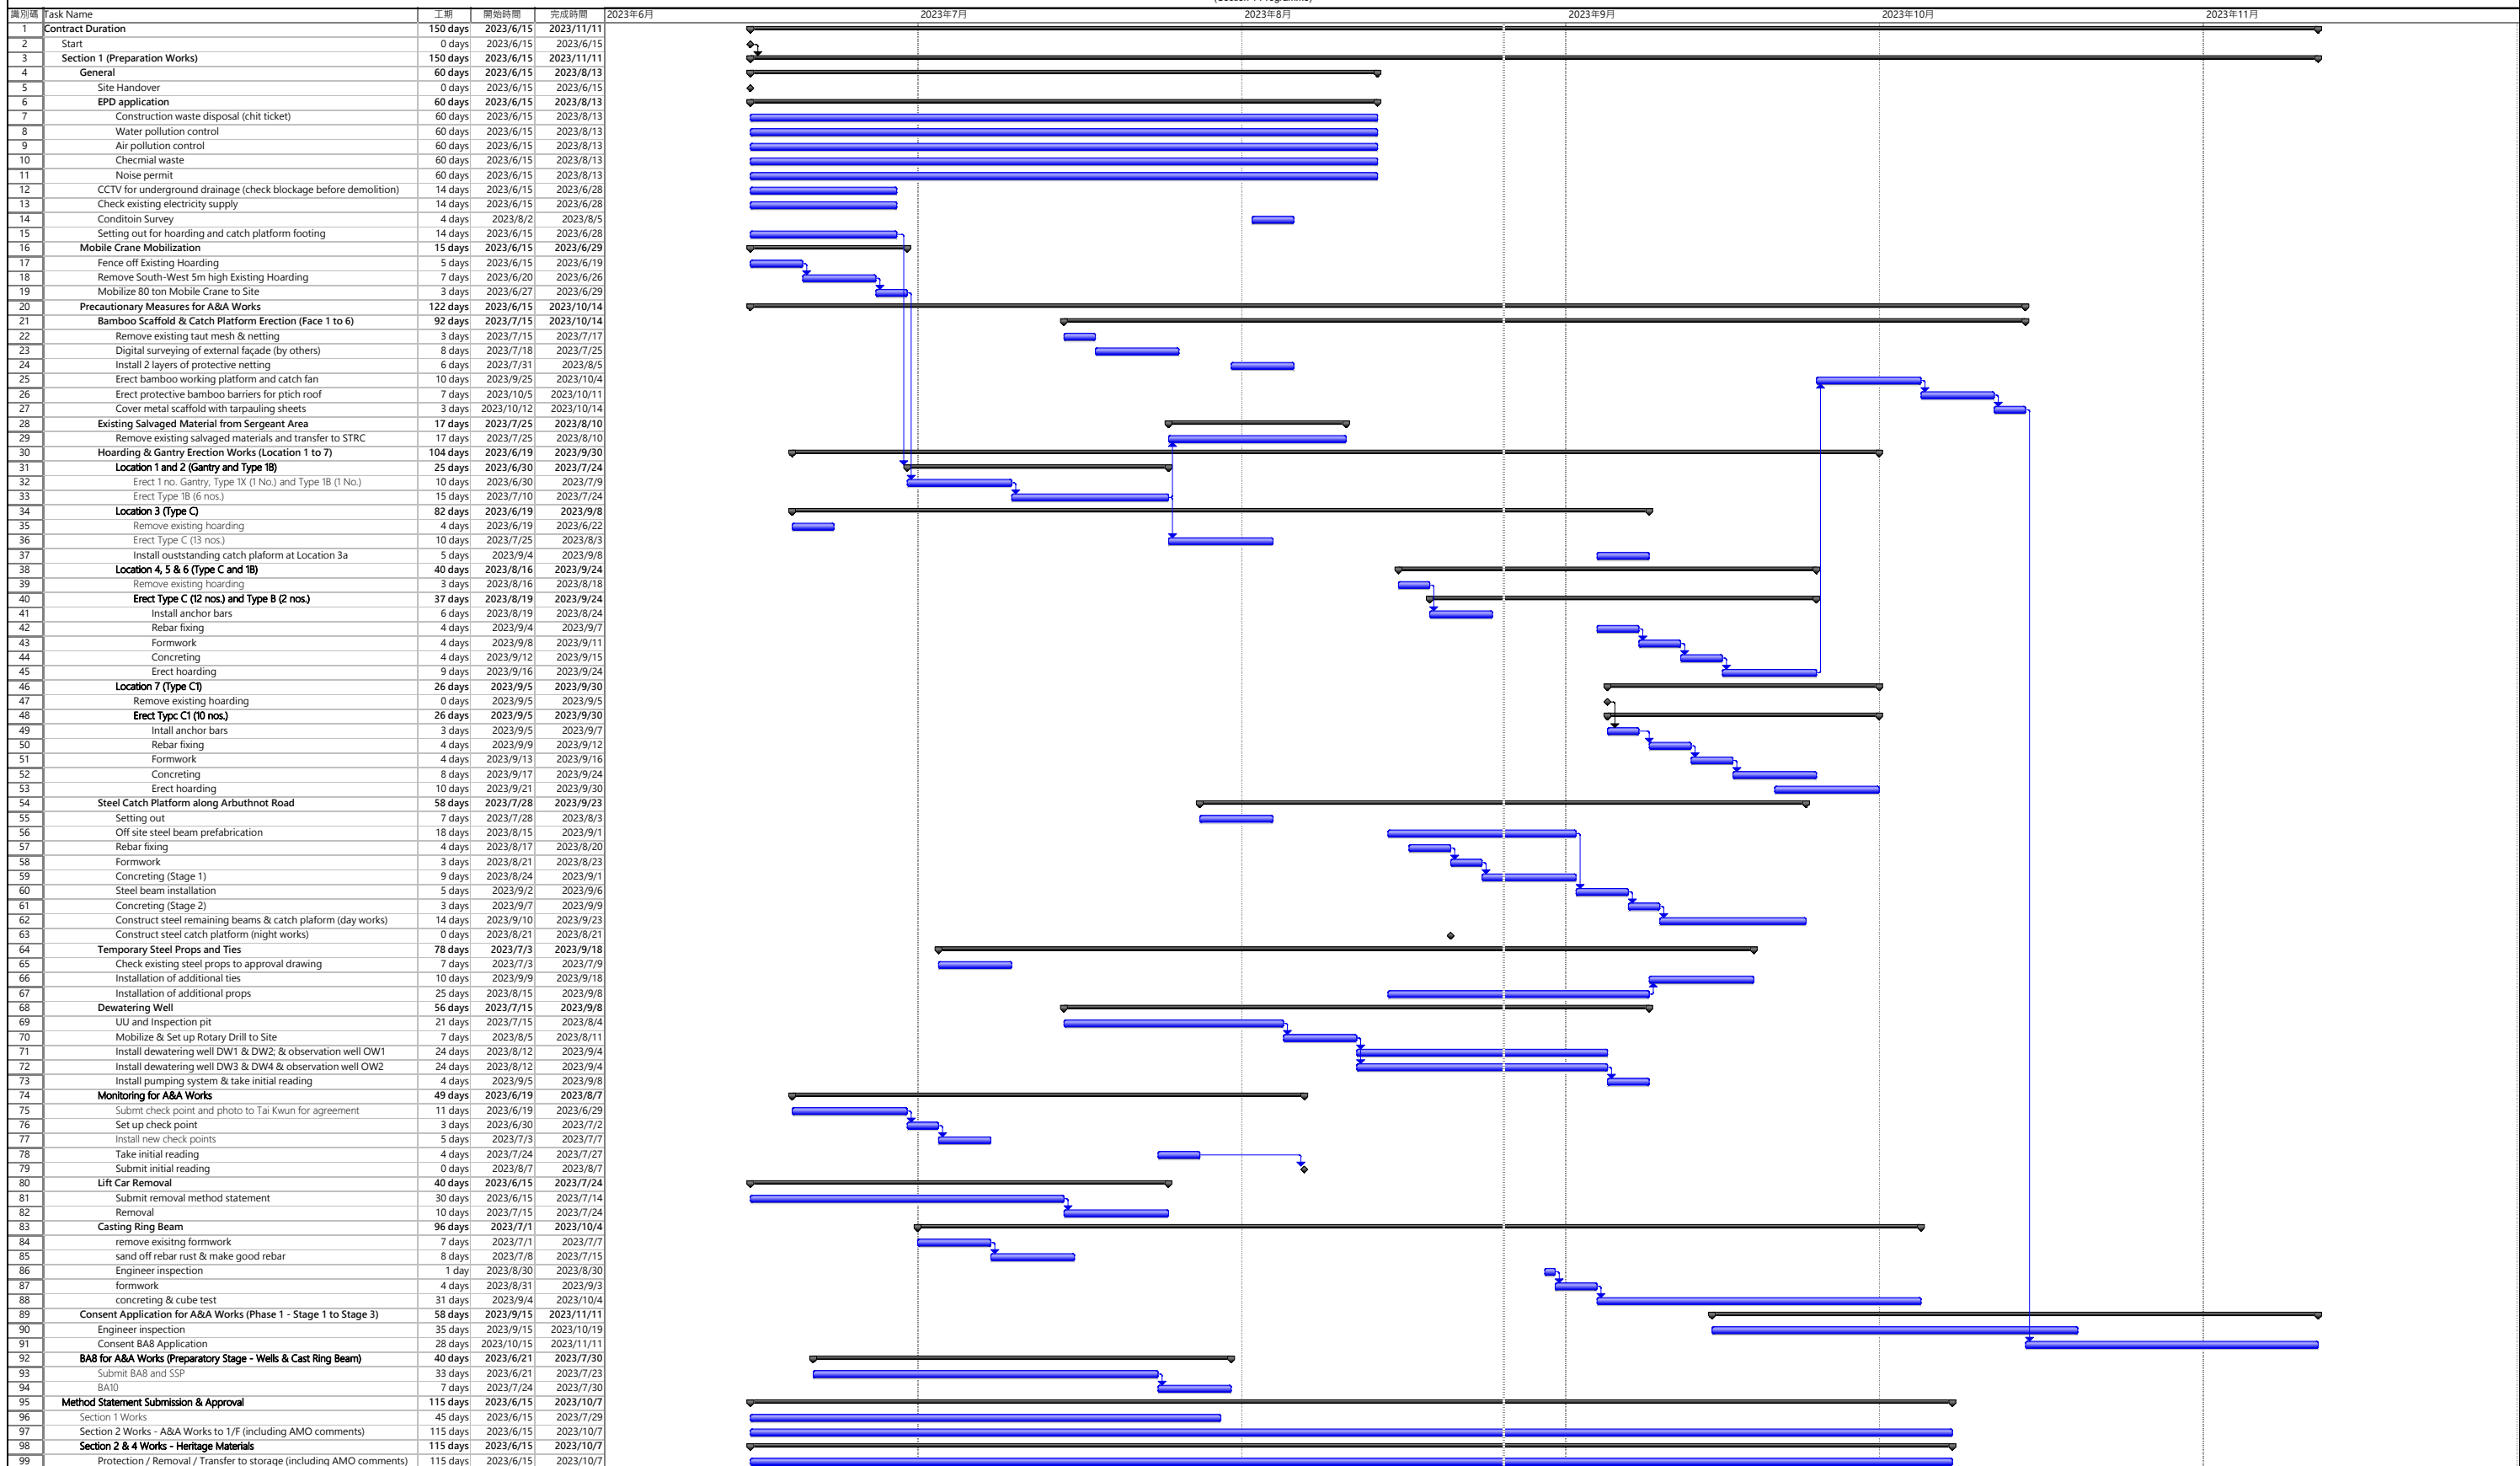 識別碼 Task Name 工期 開始時間 完成時間 2023年6月 2023年7月 2023年8月 2023年9月 2023年10月 2023年11月
1 Contract Duration 150 days 2023/6/15 2023/11/11
2 Start 0 days 2023/6/15 2023/6/15
3 Section 1 (Preparation Works) 150 days 2023/6/15 2023/11/11
4 General 60 days 2023/6/15 2023/8/13
5 Site Handover 0 days 2023/6/15 2023/6/15
6 EPD application 60 days 2023/6/15 2023/8/13
7 Construction waste disposal (chit ticket) 60 days 2023/6/15 2023/8/13
8 Water pollution control 60 days 2023/6/15 2023/8/13
9 Air pollution control 60 days 2023/6/15 2023/8/13
10 Checmial waste 60 days 2023/6/15 2023/8/13
11 Noise permit 60 days 2023/6/15 2023/8/13
12 CCTV for underground drainage (check blockage before demolition) 14 days 2023/6/15 2023/6/28
13 Check existing electricity supply 14 days 2023/6/15 2023/6/28
14 Conditoin Survey 4 days 2023/8/2 2023/8/5
15 Setting out for hoarding and catch platform footing 14 days 2023/6/15 2023/6/28
16 Mobile Crane Mobilization 15 days 2023/6/15 2023/6/29
17 Fence off Existing Hoarding 5 days 2023/6/15 2023/6/19
18 Remove South-West 5m high Existing Hoarding 7 days 2023/6/20 2023/6/26
19 Mobilize 80 ton Mobile Crane to Site 3 days 2023/6/27 2023/6/29
20 Precautionary Measures for A&A Works 122 days 2023/6/15 2023/10/14
21 Bamboo Scaffold & Catch Platform Erection (Face 1 to 6) 92 days 2023/7/15 2023/10/14
22 Remove existing taut mesh & netting 3 days 2023/7/15 2023/7/17
23 Digital surveying of external façade (by others) 8 days 2023/7/18 2023/7/25
24 Install 2 layers of protective netting 6 days 2023/7/31 2023/8/5
25 Erect bamboo working platform and catch fan 10 days 2023/9/25 2023/10/4
26 Erect protective bamboo barriers for ptich roof 7 days 2023/10/5 2023/10/11
27 Cover metal scaffold with tarpauling sheets 3 days 2023/10/12 2023/10/14
28 Existing Salvaged Material from Sergeant Area 17 days 2023/7/25 2023/8/10
29 Remove existing salvaged materials and transfer to STRC 17 days 2023/7/25 2023/8/10
30 Hoarding & Gantry Erection Works (Location 1 to 7) 104 days 2023/6/19 2023/9/30
31 Location 1 and 2 (Gantry and Type 1B) 25 days 2023/6/30 2023/7/24
32 Erect 1 no. Gantry, Type 1X (1 No.) and Type 1B (1 No.) 10 days 2023/6/30 2023/7/9
33 Erect Type 1B (6 nos.) 15 days 2023/7/10 2023/7/24
34 Location 3 (Type C) 82 days 2023/6/19 2023/9/8
35 Remove existing hoarding 4 days 2023/6/19 2023/6/22
36 Erect Type C (13 nos.) 10 days 2023/7/25 2023/8/3
37 Install ouststanding catch plaform at Location 3a 5 days 2023/9/4 2023/9/8
38 Location 4, 5 & 6 (Type C and 1B) 40 days 2023/8/16 2023/9/24
39 Remove existing hoarding 3 days 2023/8/16 2023/8/18
40 Erect Type C (12 nos.) and Type B (2 nos.) 37 days 2023/8/19 2023/9/24
41 Install anchor bars 6 days 2023/8/19 2023/8/24
42 Rebar fixing 4 days 2023/9/4 2023/9/7
43 Formwork 4 days 2023/9/8 2023/9/11
44 Concreting 4 days 2023/9/12 2023/9/15
45 Erect hoarding 9 days 2023/9/16 2023/9/24
46 Location 7 (Type C1) 26 days 2023/9/5 2023/9/30
47 Remove existing hoarding 0 days 2023/9/5 2023/9/5
48 Erect Typc C1 (10 nos.) 26 days 2023/9/5 2023/9/30
49 Intall anchor bars 3 days 2023/9/5 2023/9/7
50 Rebar fixing 4 days 2023/9/9 2023/9/12
51 Formwork 4 days 2023/9/13 2023/9/16
52 Concreting 8 days 2023/9/17 2023/9/24
53 Erect hoarding 10 days 2023/9/21 2023/9/30
54 Steel Catch Platform along Arbuthnot Road 58 days 2023/7/28 2023/9/23
55 Setting out 7 days 2023/7/28 2023/8/3
56 Off site steel beam prefabrication 18 days 2023/8/15 2023/9/1
57 Rebar fixing 4 days 2023/8/17 2023/8/20
58 Formwork 3 days 2023/8/21 2023/8/23
59 Concreting (Stage 1) 9 days 2023/8/24 2023/9/1
60 Steel beam installation 5 days 2023/9/2 2023/9/6
61 Concreting (Stage 2) 3 days 2023/9/7 2023/9/9
62 Construct steel remaining beams & catch plaform (day works) 14 days 2023/9/10 2023/9/23
63 Construct steel catch platform (night works) 0 days 2023/8/21 2023/8/21
64 Temporary Steel Props and Ties 78 days 2023/7/3 2023/9/18
65 Check existing steel props to approval drawing 7 days 2023/7/3 2023/7/9
66 Installation of additional ties 10 days 2023/9/9 2023/9/18
67 Installation of additional props 25 days 2023/8/15 2023/9/8
68 Dewatering Well 56 days 2023/7/15 2023/9/8
69 UU and Inspection pit 21 days 2023/7/15 2023/8/4
70 Mobilize & Set up Rotary Drill to Site 7 days 2023/8/5 2023/8/11
71 Install dewatering well DW1 & DW2; & observation well OW1 24 days 2023/8/12 2023/9/4
72 Install dewatering well DW3 & DW4 & observation well OW2 24 days 2023/8/12 2023/9/4
73 Install pumping system & take initial reading 4 days 2023/9/5 2023/9/8
74 Monitoring for A&A Works 49 days 2023/6/19 2023/8/7
75 Submt check point and photo to Tai Kwun for agreement 11 days 2023/6/19 2023/6/29
76 Set up check point 3 days 2023/6/30 2023/7/2
77 Install new check points 5 days 2023/7/3 2023/7/7
78 Take initial reading 4 days 2023/7/24 2023/7/27
79 Submit initial reading 0 days 2023/8/7 2023/8/7
80 Lift Car Removal 40 days 2023/6/15 2023/7/24
81 Submit removal method statement 30 days 2023/6/15 2023/7/14
82 Removal 10 days 2023/7/15 2023/7/24
83 Casting Ring Beam 96 days 2023/7/1 2023/10/4
84 remove exisitng formwork 7 days 2023/7/1 2023/7/7
85 sand off rebar rust & make good rebar 8 days 2023/7/8 2023/7/15
86 Engineer inspection 1 day 2023/8/30 2023/8/30
87 formwork 4 days 2023/8/31 2023/9/3
88 concreting & cube test 31 days 2023/9/4 2023/10/4
89 Consent Application for A&A Works (Phase 1 - Stage 1 to Stage 3) 58 days 2023/9/15 2023/11/11
90 Engineer inspection 35 days 2023/9/15 2023/10/19
91 Consent BA8 Application 28 days 2023/10/15 2023/11/11
92 BA8 for A&A Works (Preparatory Stage - Wells & Cast Ring Beam) 40 days 2023/6/21 2023/7/30
93 Submit BA8 and SSP 33 days 2023/6/21 2023/7/23
94 BA10 7 days 2023/7/24 2023/7/30
95 Method Statement Submission & Approval 115 days 2023/6/15 2023/10/7
96 Section 1 Works 45 days 2023/6/15 2023/7/29
97 Section 2 Works - A&A Works to 1/F (including AMO comments) 115 days 2023/6/15 2023/10/7
98 Section 2 & 4 Works - Heritage Materials 115 days 2023/6/15 2023/10/7
99 Protection / Removal / Transfer to storage (including AMO comments) 115 days 2023/6/15 2023/10/7